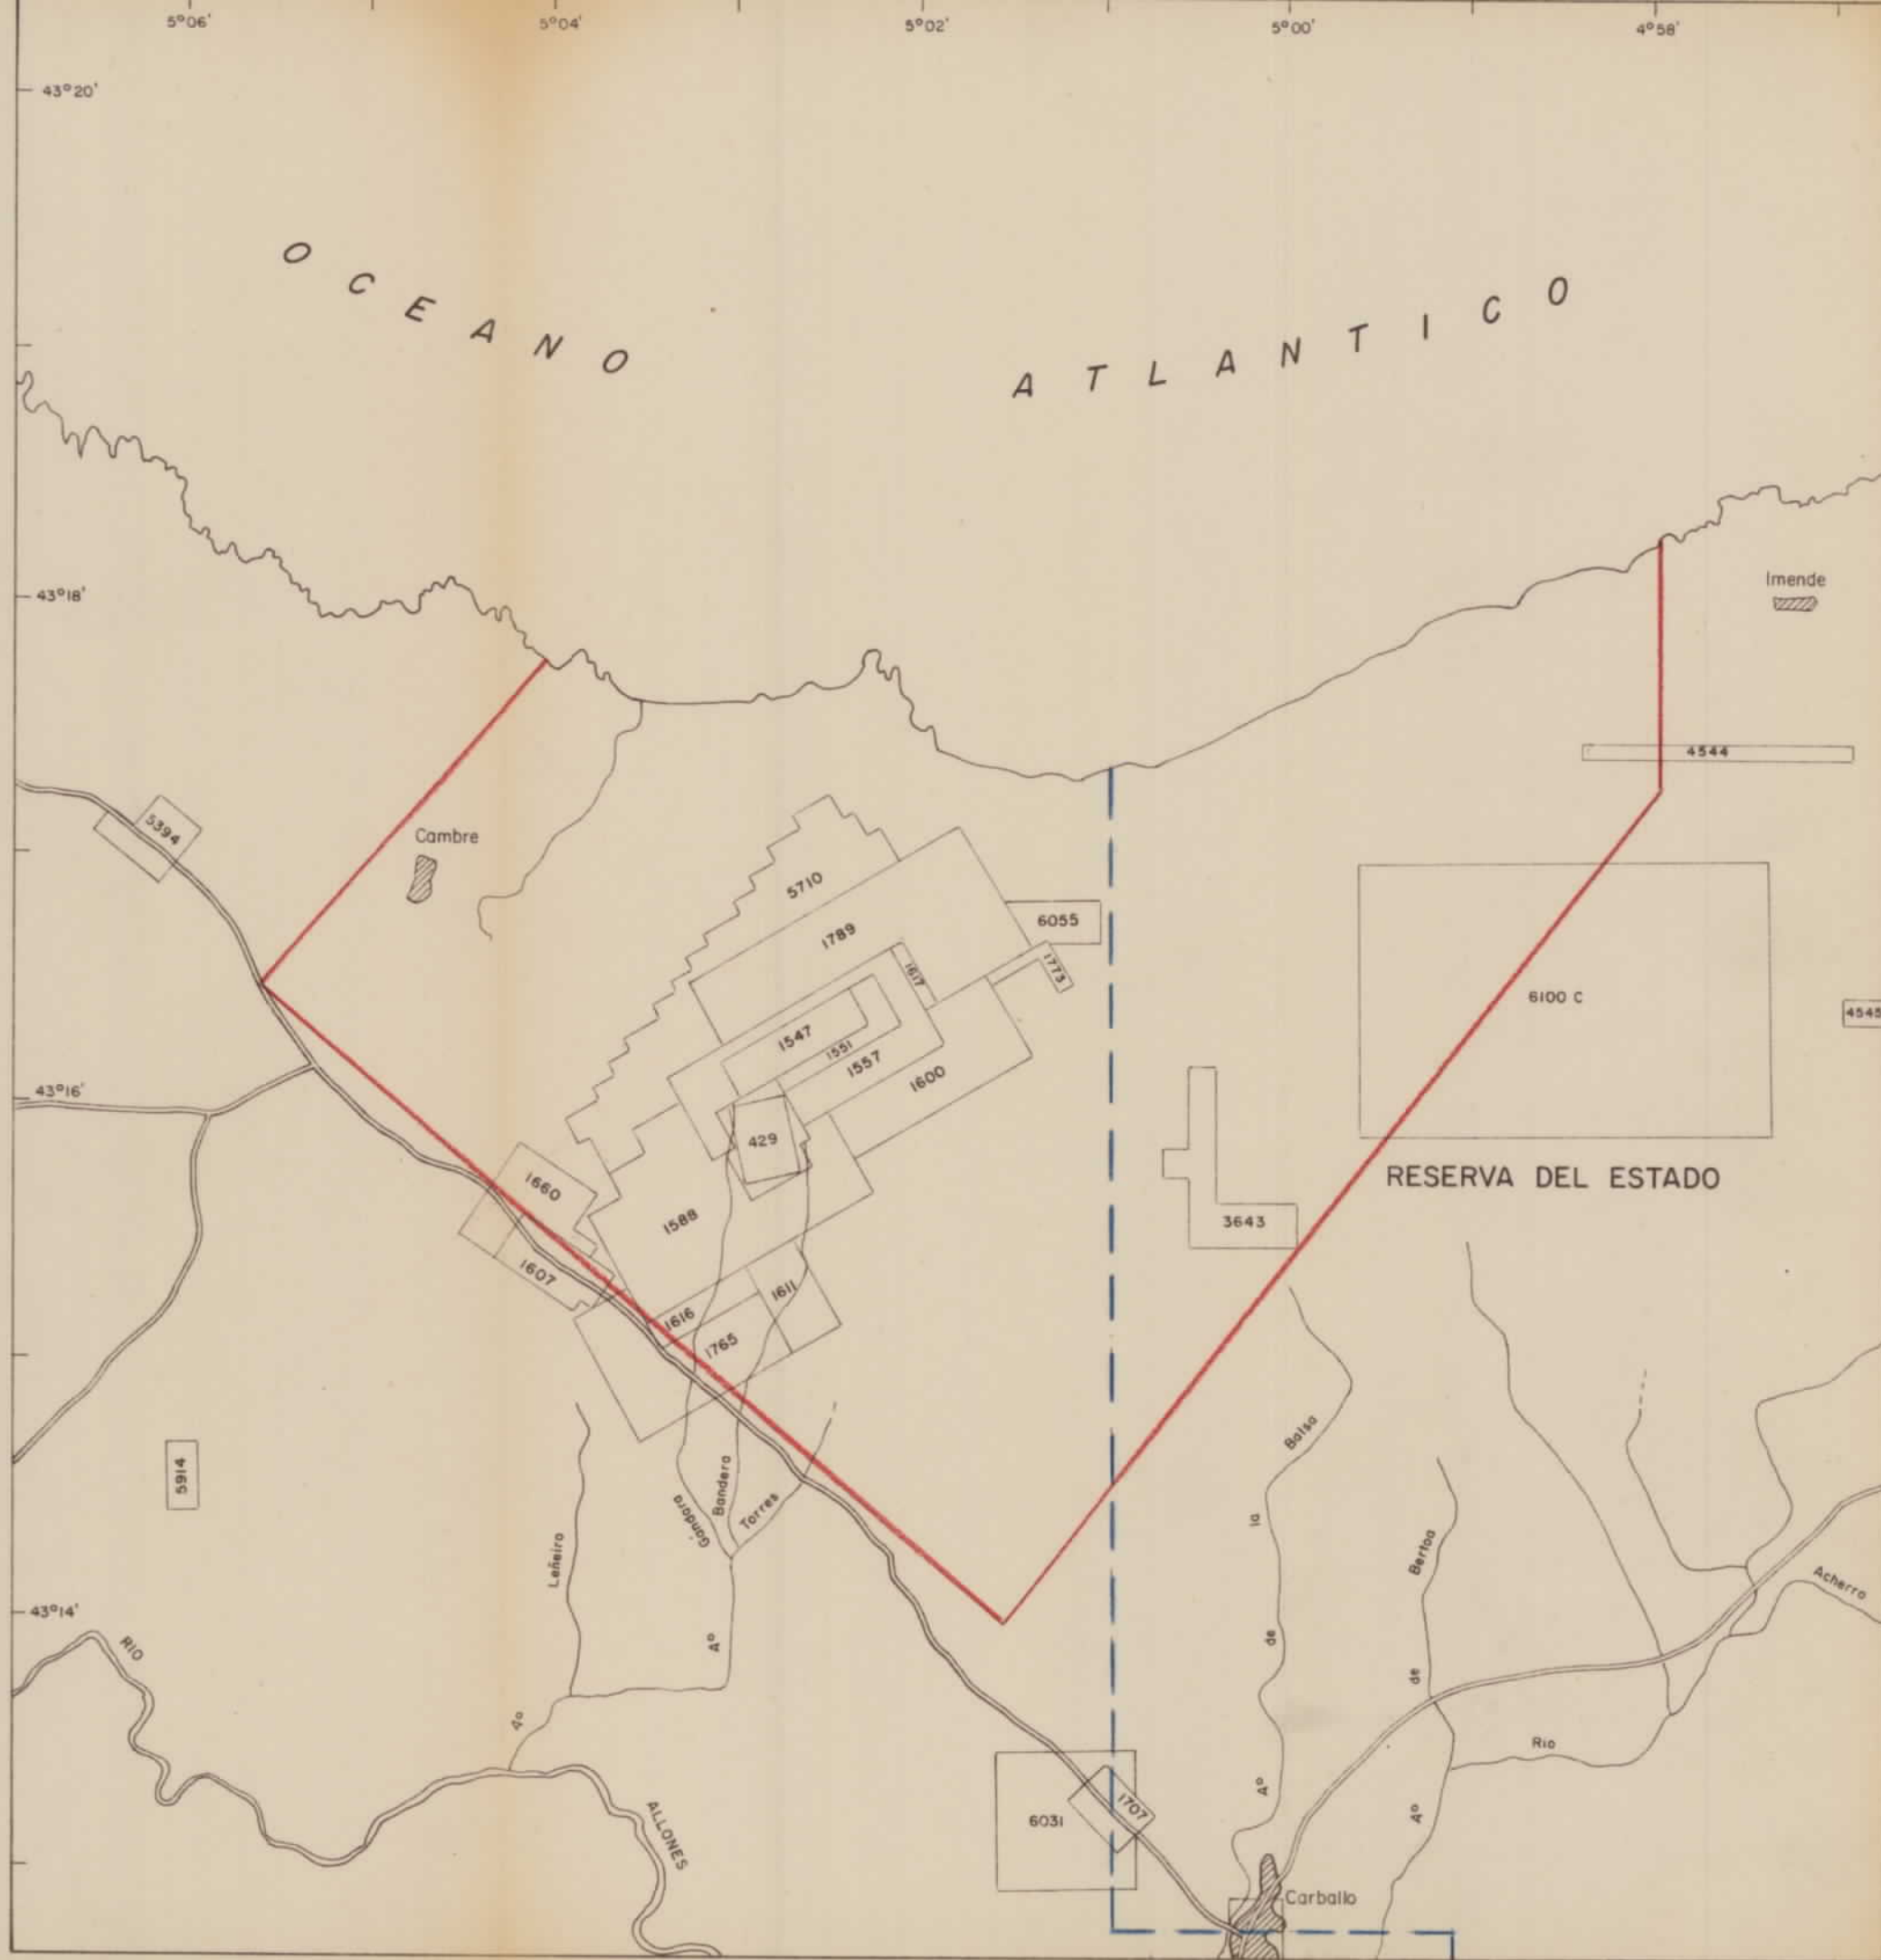 5°06' 5°04' 5°02' 5°00' 4°58'
43°20'
OCEANO ATLANTICO
43°18'
Imende
4544
5394
Cambre
5710
6055
1789
1773
1617
6100 C
4545
1547
1551
1557
1600
43°16'
429
RESERVA DEL ESTADO
1660
1588
3643
1607
1611
1616
1765
Balsa
5914
Bandera
Gandara
Torres
la
Leñeiro
Bertoa
Acherro
43°14'
RIO
Aº
de
de
Aº
Rio
Aº
Aº
ALLONES
6031
1707
Carballo